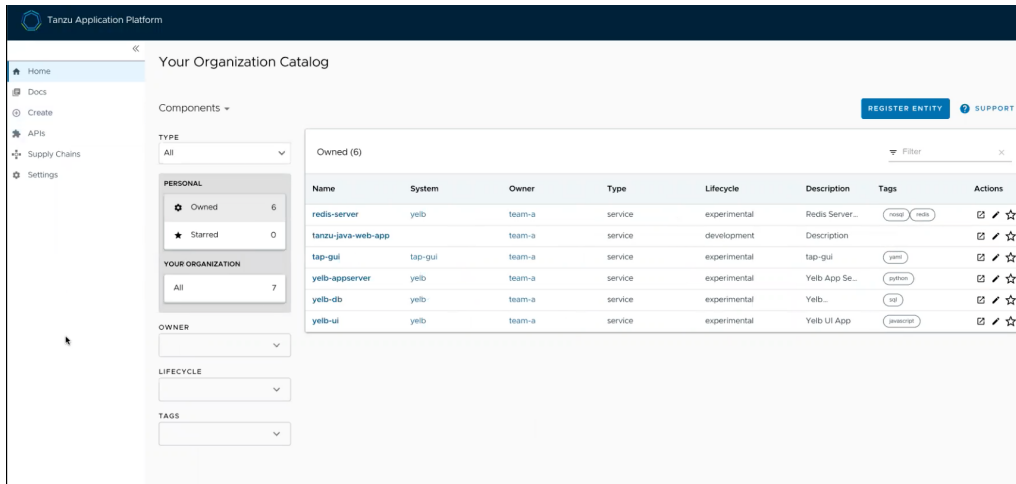 Tanzu Application Platform
Home
Docs
Create
APIs
Supply Chains
Settings
Your Organization Catalog
Components
REGISTER ENTITY
SUPPORT
TYPE
All
PERSONAL
Owned 6
Starred 0
YOUR ORGANIZATION
All 7
OWNER
LIFECYCLE
TAGS
Owned (6)
Filter
Name System Owner Type Lifecycle Description Tags Actions
redis-server yelb team-a service experimental Redis Server... nosql redis
tanzu-java-web-app team-a service development Description
tap-gui tap-gui team-a service experimental tap-gui yaml
yelb-appserver yelb team-a service experimental Yelb App Se... python
yelb-db yelb team-a service experimental Yelb... sql
yelb-ui yelb team-a service experimental Yelb UI App javascript